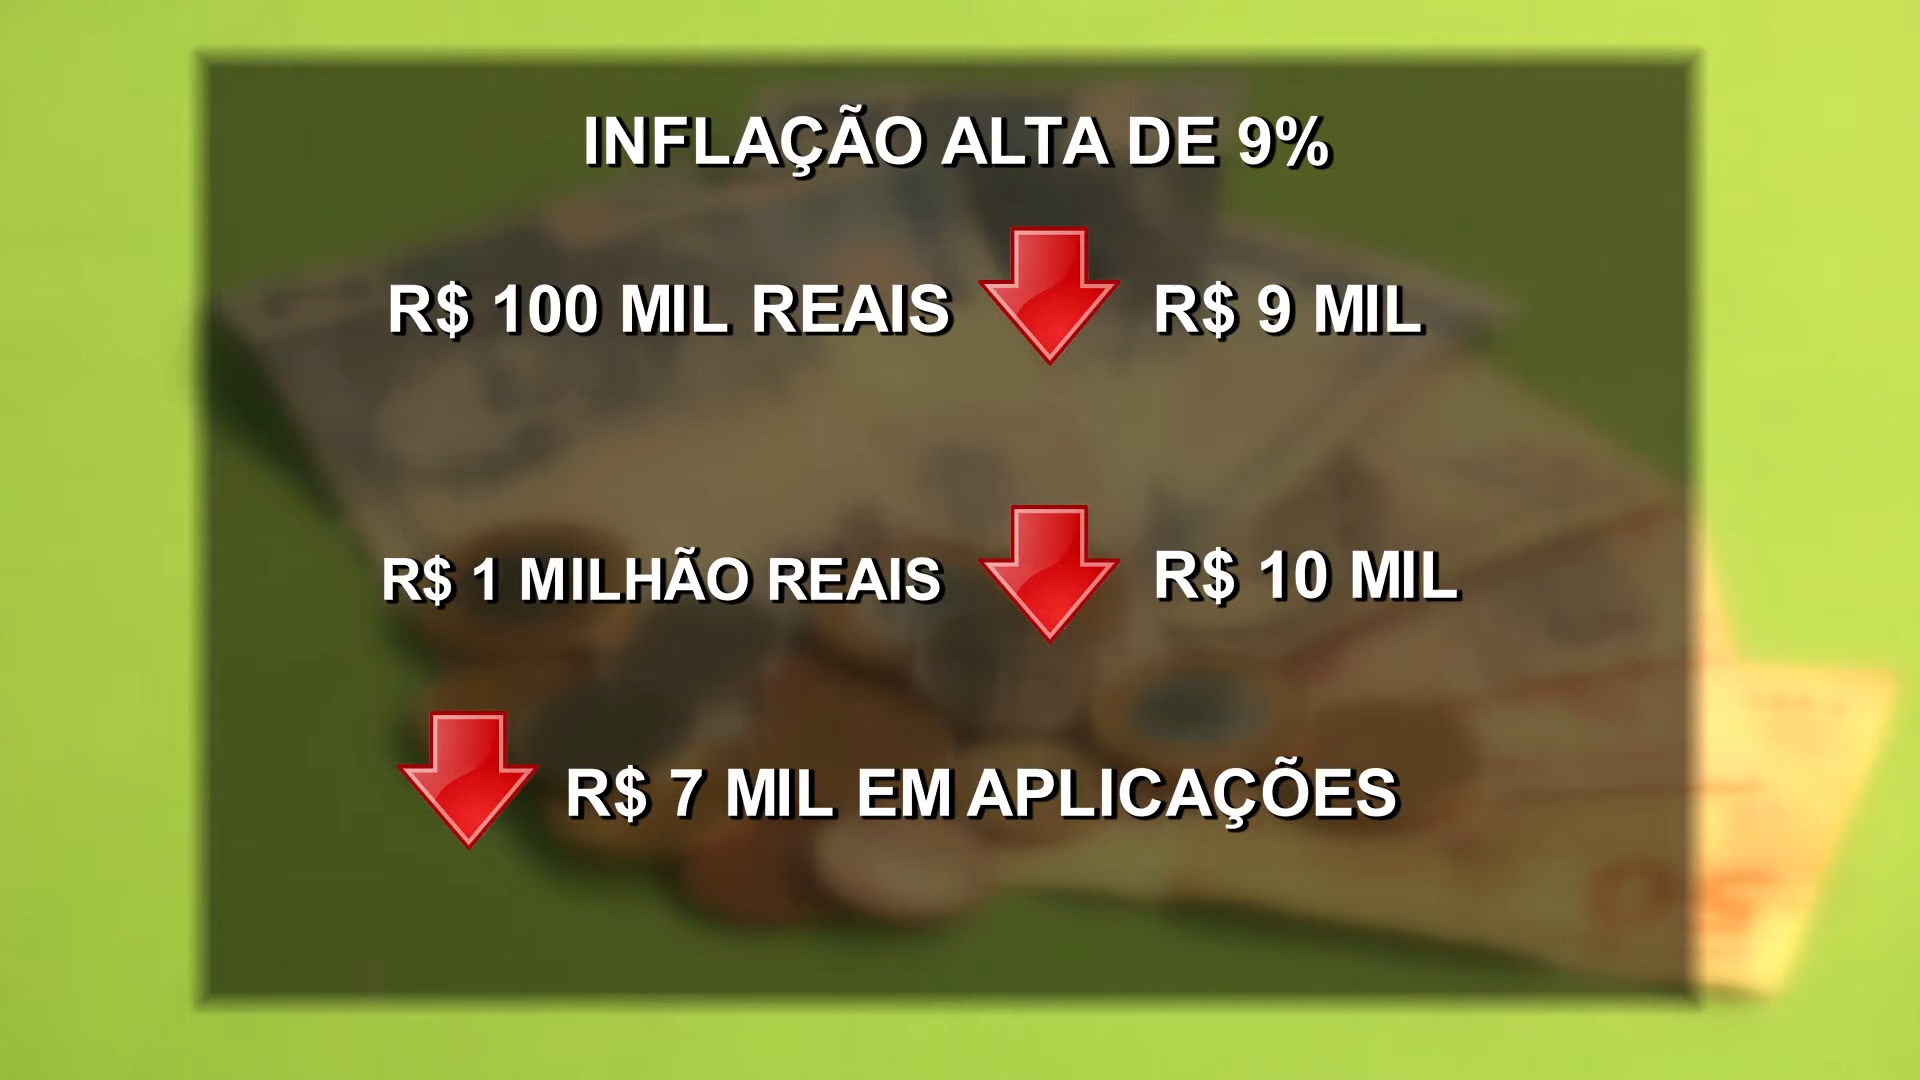 INFLAÇÃO ALTA DE 9%
R$ 100 MIL REAIS R$ 9 MIL
R$ 1 MILHÃO REAIS R$ 10 MIL
R$ 7 MIL EM APLICAÇÕES